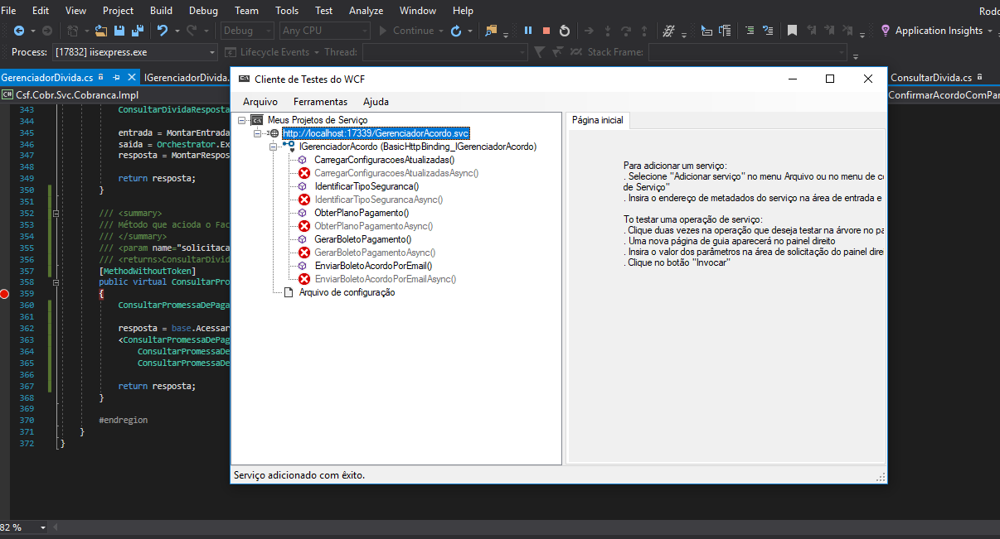 File Edit View Project Build Debug Team Tools Test Analyze Window Help
Rodo
Debug Any CPU Continue Application Insights
Process: [17832] iisexpress.exe Lifecycle Events Thread: Stack Frame:
GerenciadorDivida.cs IGerenciadorDivida. ConsultarDivida.cs
C# Csf.Cobr.Svc.Cobranca.Impl ConfirmarAcordoComPar
343 ConsultarDividaResposta
344
345 entrada = MontarEntrada
346 saida = Orchestrator.Ex
347 resposta = MontarRespos
348
349 return resposta;
350 }
351
352 /// <summary>
353 /// Método que acioda o Fac
354 /// </summary>
355 /// <param name="solicitaca
356 /// <returns>ConsultarDivid
357 [MethodWithoutToken]
358 public virtual ConsultarPro
359 {
360 ConsultarPromessaDePaga
361
362 resposta = base.Acessar
363 <ConsultarPromessaDePag
364 ConsultarPromessaDe
365 ConsultarPromessaDe
366
367 return resposta;
368 }
369
370 #endregion
371 }
372 }
82 %
Cliente de Testes do WCF
Arquivo Ferramentas Ajuda
Meus Projetos de Serviço
http://localhost:17339/GerenciadorAcordo.svc
IGerenciadorAcordo (BasicHttpBinding_IGerenciadorAcordo)
CarregarConfiguracoesAtualizadas()
CarregarConfiguracoesAtualizadasAsync()
IdentificarTipoSeguranca()
IdentificarTipoSegurancaAsync()
ObterPlanoPagamento()
ObterPlanoPagamentoAsync()
GerarBoletoPagamento()
GerarBoletoPagamentoAsync()
EnviarBoletoAcordoPorEmail()
EnviarBoletoAcordoPorEmailAsync()
Arquivo de configuração
Página inicial
Para adicionar um serviço:
. Selecione "Adicionar serviço" no menu Arquivo ou no menu de co
de Serviço"
. Insira o endereço de metadados do serviço na área de entrada e
To testar uma operação de serviço:
. Clique duas vezes na operação que deseja testar na árvore no pa
. Uma nova página de guia aparecerá no painel direito
. Insira o valor dos parâmetros na área de solicitação do painel dire
. Clique no botão "Invocar"
Serviço adicionado com êxito.